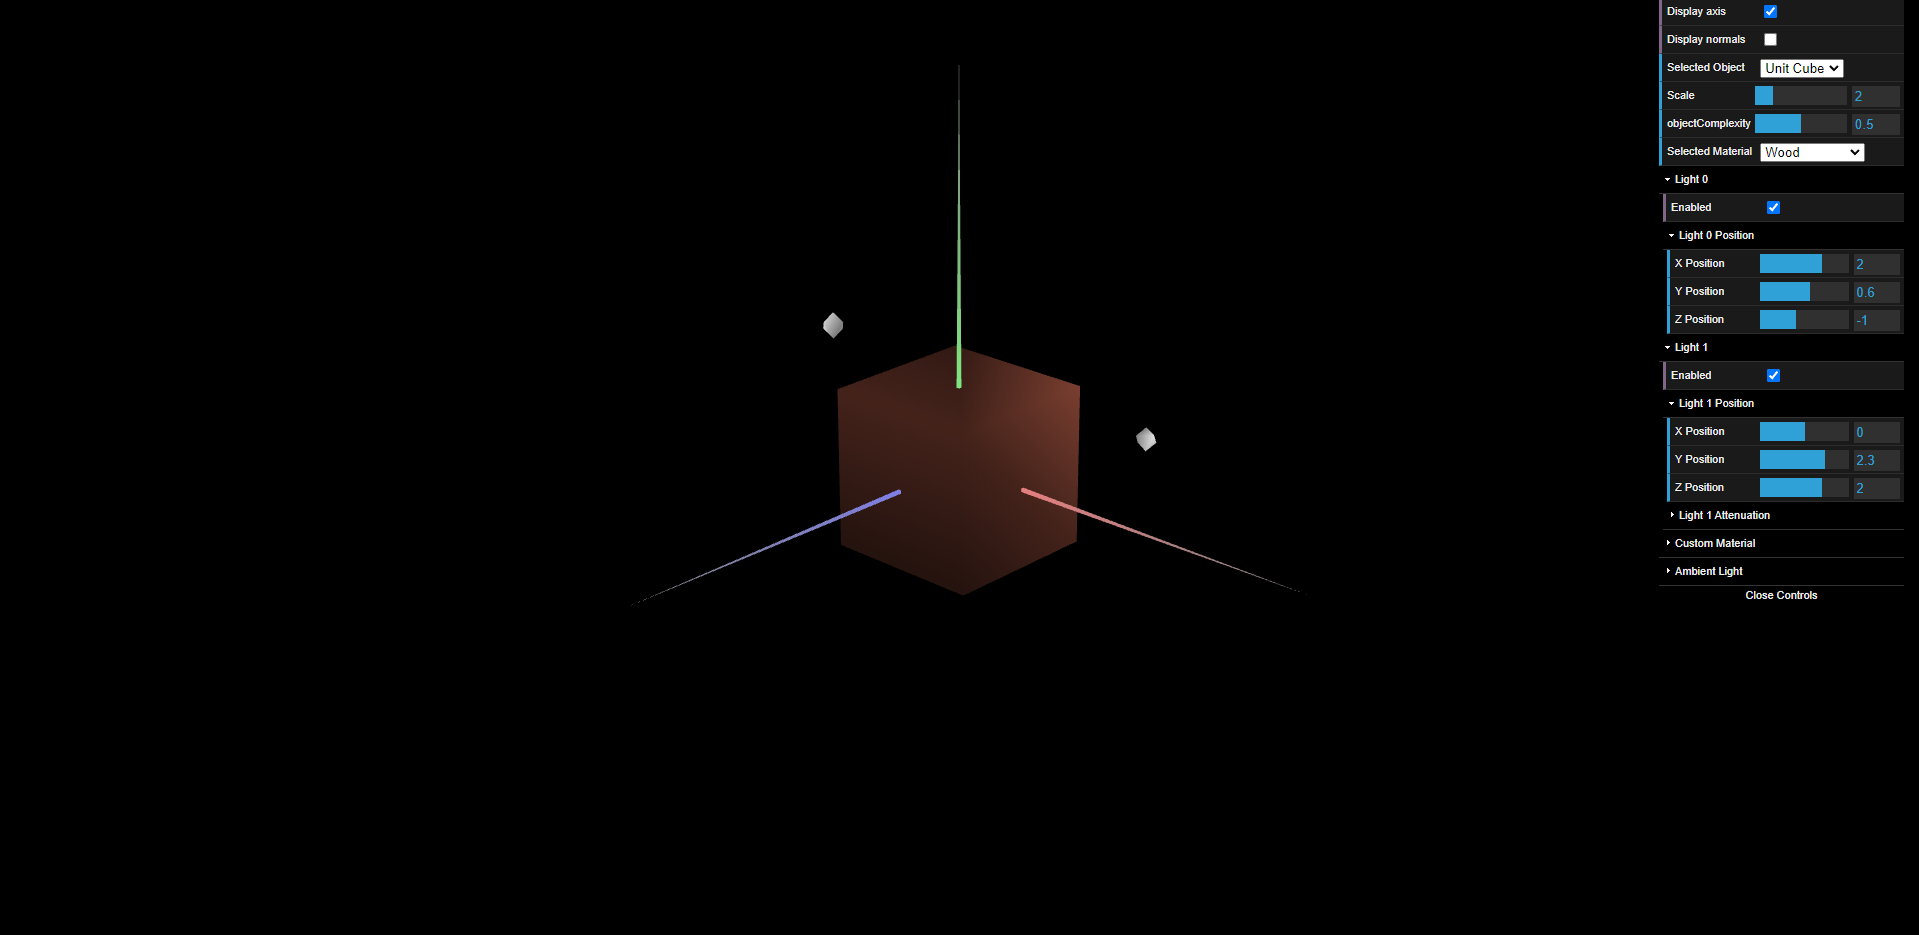 Display axis
Display normals
Selected Object Unit Cube
Scale 2
objectComplexity 0.5
Selected Material Wood
Light 0
Enabled
Light 0 Position
X Position 2
Y Position 0.6
Z Position -1
Light 1
Enabled
Light 1 Position
X Position 0
Y Position 2.3
Z Position 2
Light 1 Attenuation
Custom Material
Ambient Light
Close Controls